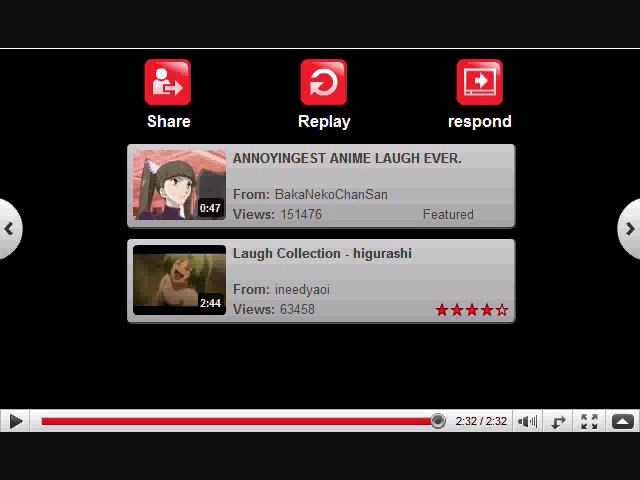 Share Replay respond
ANNOYINGEST ANIME LAUGH EVER.
From: BakaNekoChanSan
0:47
Views: 151476 Featured
Laugh Collection - higurashi
From: ineedyaoi
2:44
Views: 63458
2:32 / 2:32